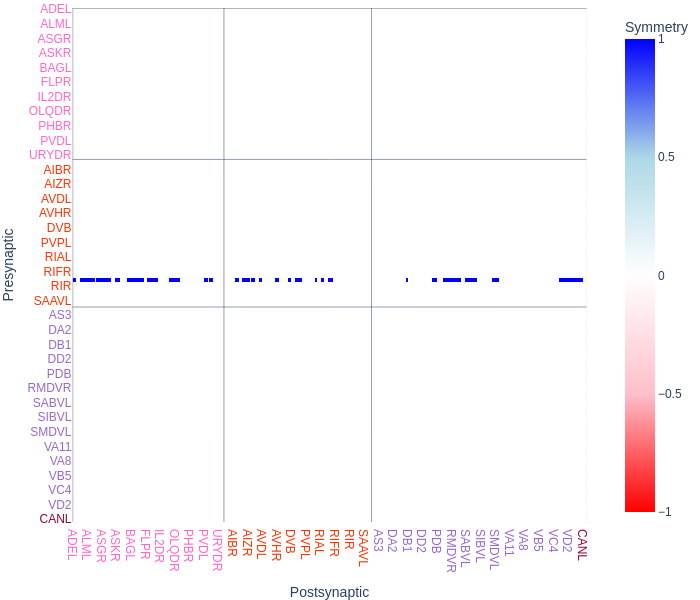 Symmetry
1
0.5
0
−0.5
−1
Presynaptic
ADEL
ALML
ASGR
ASKR
BAGL
FLPR
IL2DR
OLQDR
PHBR
PVDL
URYDR
AIBR
AIZR
AVDL
AVHR
DVB
PVPL
RIAL
RIFR
RIR
SAAVL
AS3
DA2
DB1
DD2
PDB
RMDVR
SABVL
SIBVL
SMDVL
VA11
VA8
VB5
VC4
VD2
CANL
ADEL
ALML
ASGR
ASKR
BAGL
FLPR
IL2DR
OLQDR
PHBR
PVDL
URYDR
AIBR
AIZR
AVDL
AVHR
DVB
PVPL
RIAL
RIFR
RIR
SAAVL
AS3
DA2
DB1
DD2
PDB
RMDVR
SABVL
SIBVL
SMDVL
VA11
VA8
VB5
VC4
VD2
CANL
Postsynaptic